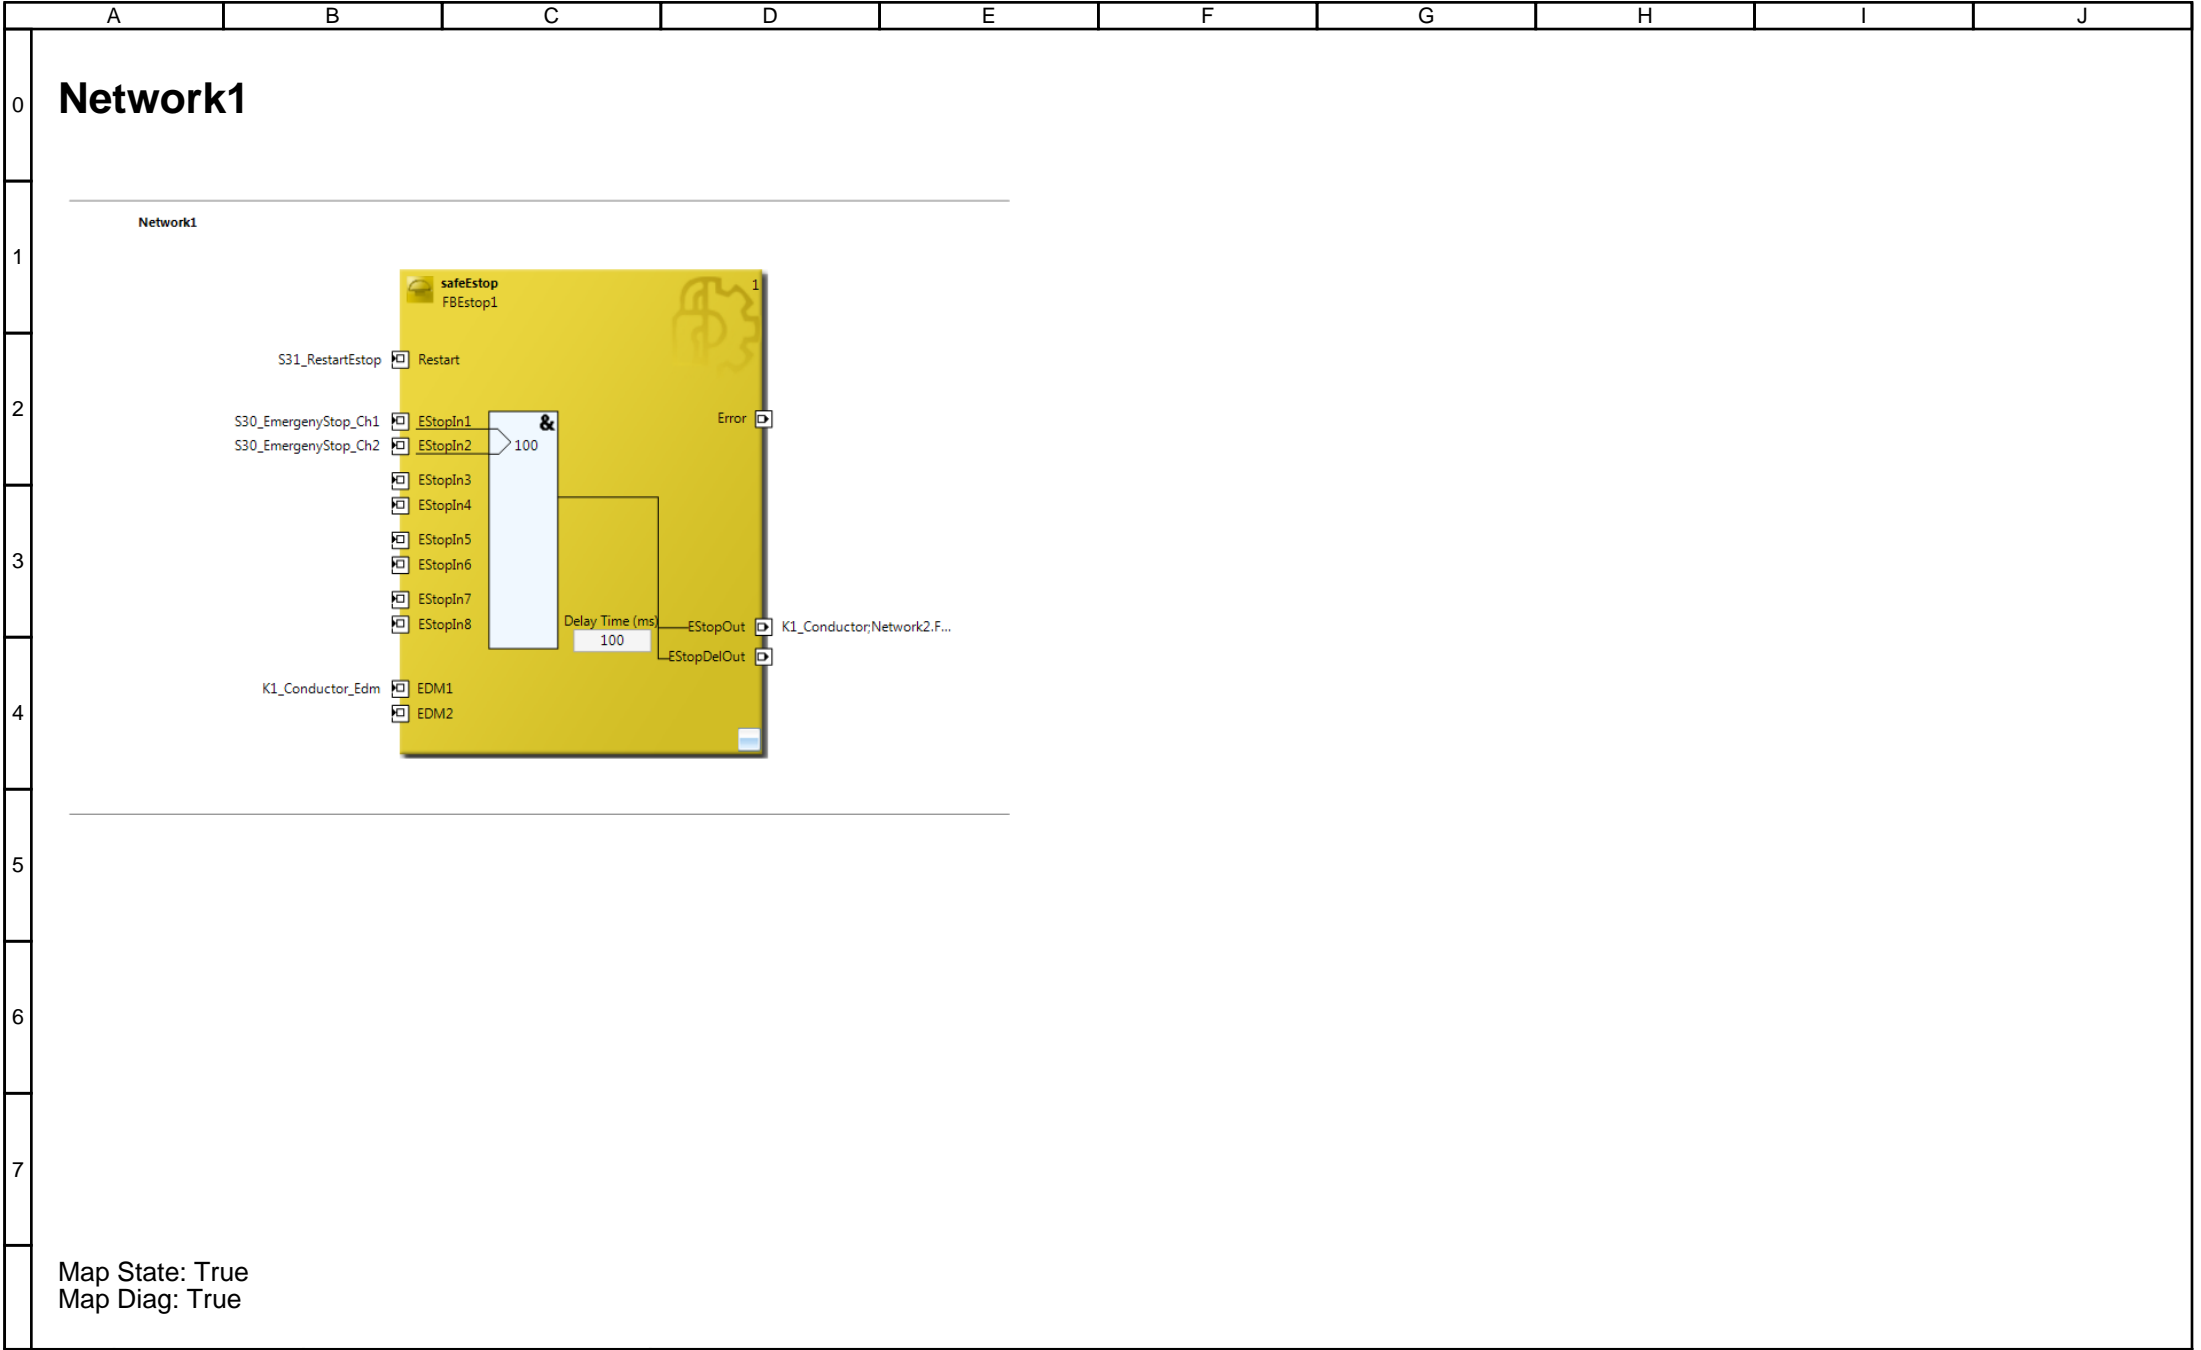 A B C D E F G H I J
0
Network1
Network1
1
safeEstop 1
FBEstop1
S31_RestartEstop Restart
2
S30_EmergenyStop_Ch1 EStopIn1 & Error
S30_EmergenyStop_Ch2 EStopIn2 100
EStopIn3
EStopIn4
EStopIn5
3
EStopIn6
EStopIn7
EStopIn8 Delay Time (ms) EStopOut K1_Conductor;Network2.F...
100
EStopDelOut
K1_Conductor_Edm EDM1
4
EDM2
5
6
7
Map State: True
Map Diag: True